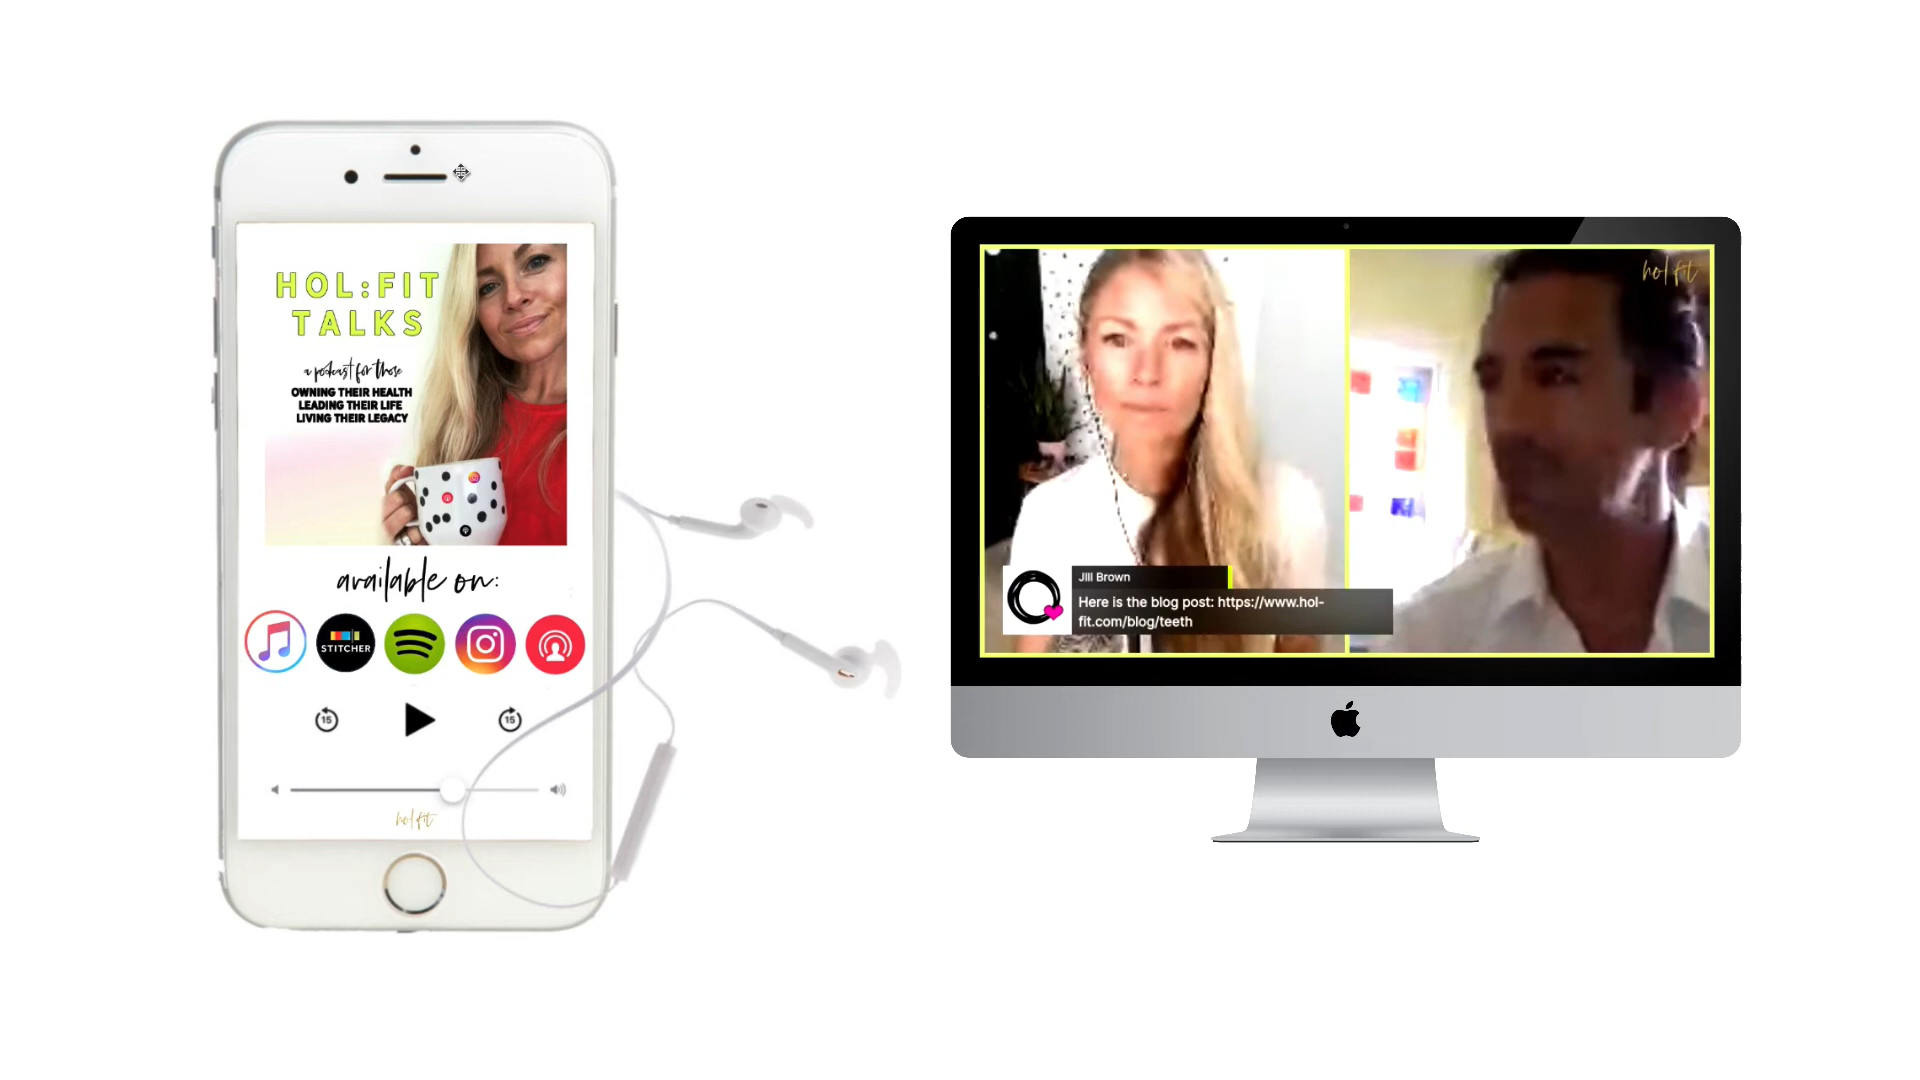 HOL:FIT
TALKS
a podcast for those
OWNING THEIR HEALTH
LEADING THEIR LIFE
LIVING THEIR LEGACY
available on:
STITCHER
15
15
hol fit
hol fit
Jill Brown
Here is the blog post: https://www.hol-
fit.com/blog/teeth